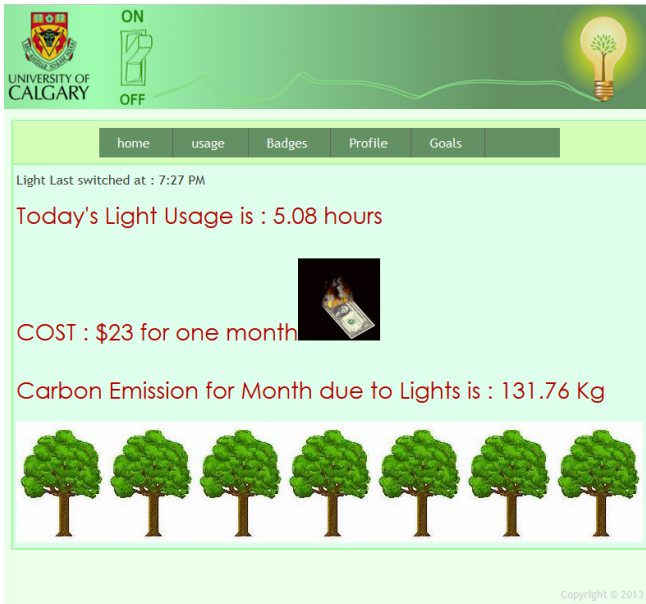 ON
UNIVERSITY OF
CALGARY
OFF
home usage Badges Profile Goals
Light Last switched at : 7:27 PM
Today's Light Usage is : 5.08 hours
COST : $23 for one month
Carbon Emission for Month due to Lights is : 131.76 Kg
Copyright © 2013